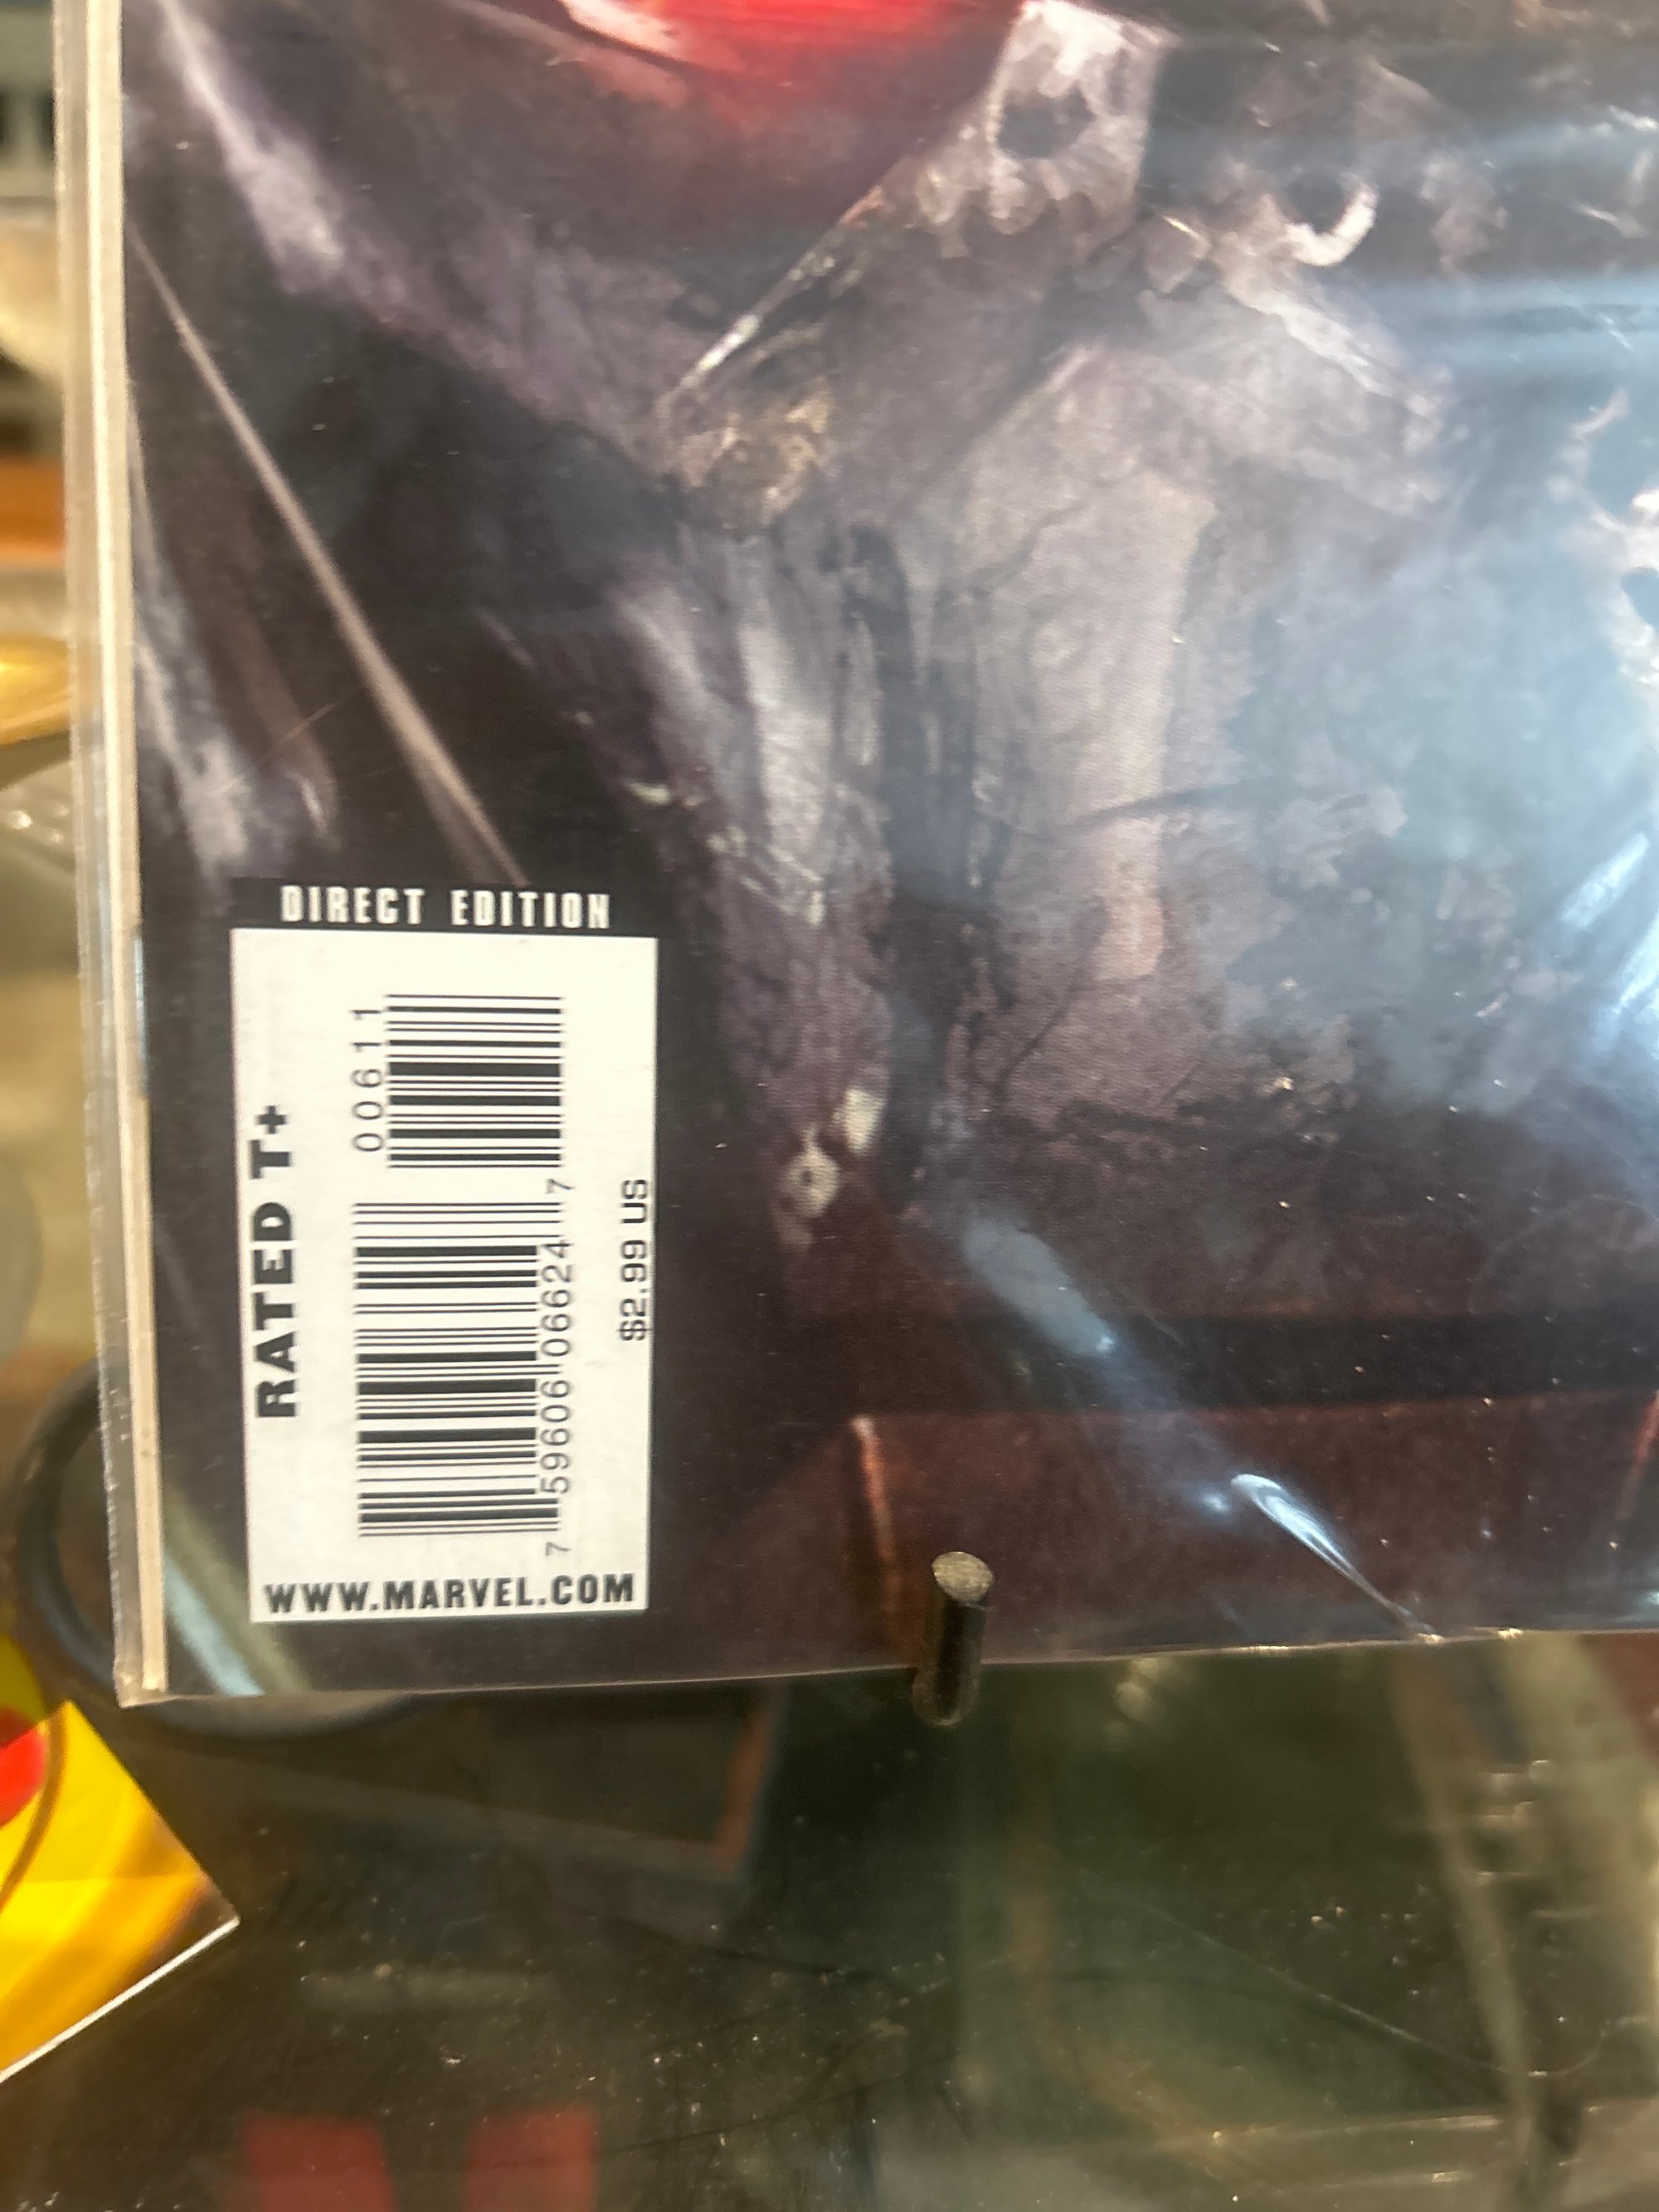 DIRECT EDITION
RATED T+
00611
7 59606 06624 7
$2.99 US
WWW.MARVEL.COM